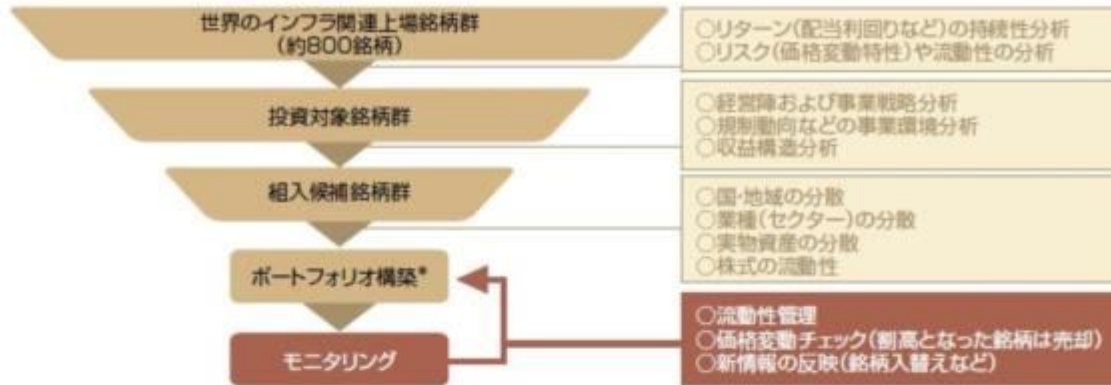 世界のインフラ関連上場銘柄群
(約800銘柄)
○リターン(配当利回りなど)の持続性分析
○リスク(価格変動特性)や流動性の分析
投資対象銘柄群
○経営陣および事業戦略分析
○規制動向などの事業環境分析
○収益構造分析
組入候補銘柄群
○国・地域の分散
○業種(セクター)の分散
○実物資産の分散
○株式の流動性
ポートフォリオ構築*
○流動性管理
○価格変動チェック(割高となった銘柄は売却)
○新情報の反映(銘柄入替えなど)
モニタリング